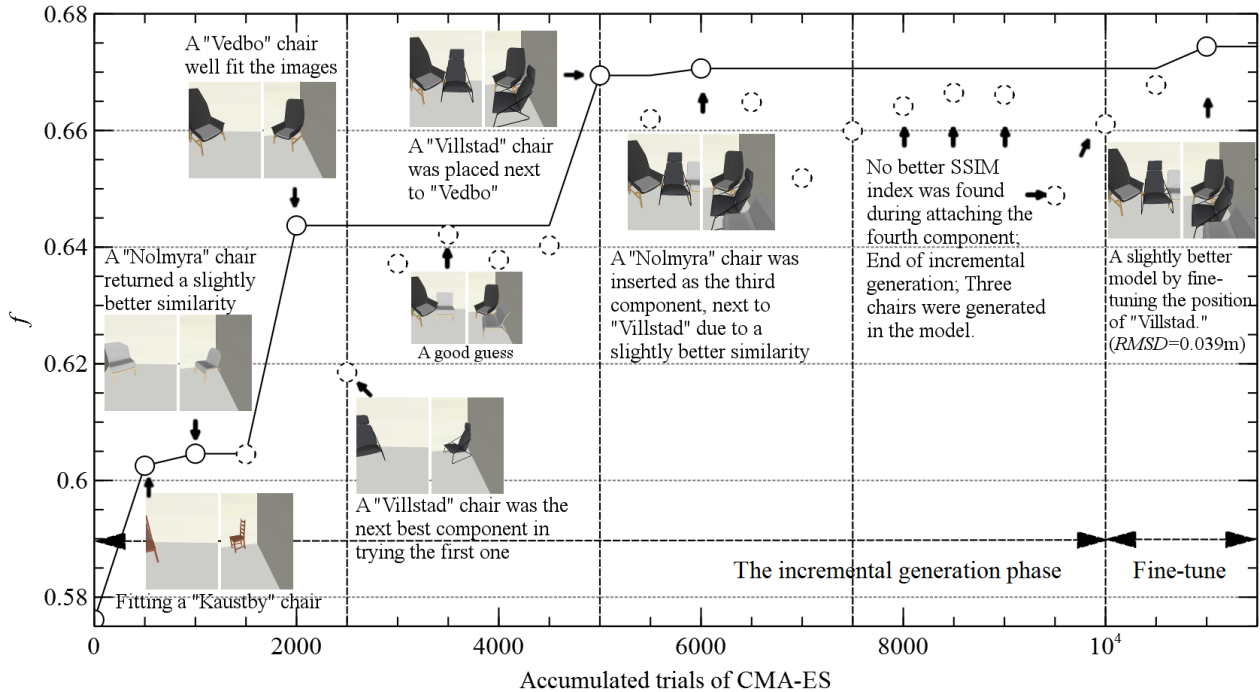 A "Vedbo" chair
well fit the images
A "Villstad" chair
was placed next
to "Vedbo"
A "Nolmyra" chair
returned a slightly
better similarity
A good guess
A "Nolmyra" chair was
inserted as the third
component, next to
"Villstad" due to a
slightly better similarity
No better SSIM
index was found
during attaching the
fourth component;
End of incremental
generation; Three
chairs were generated
in the model.
A slightly better
model by fine-
tuning the position
of "Villstad."
(RMSD=0.039m)
A "Villstad" chair was the
next best component in
trying the first one
Fitting a "Kaustby" chair
The incremental generation phase
Fine-tune
f
0.66
0.64
0.62
0.6
0.58
0
2000
4000
6000
8000
10⁴
Accumulated trials of CMA-ES